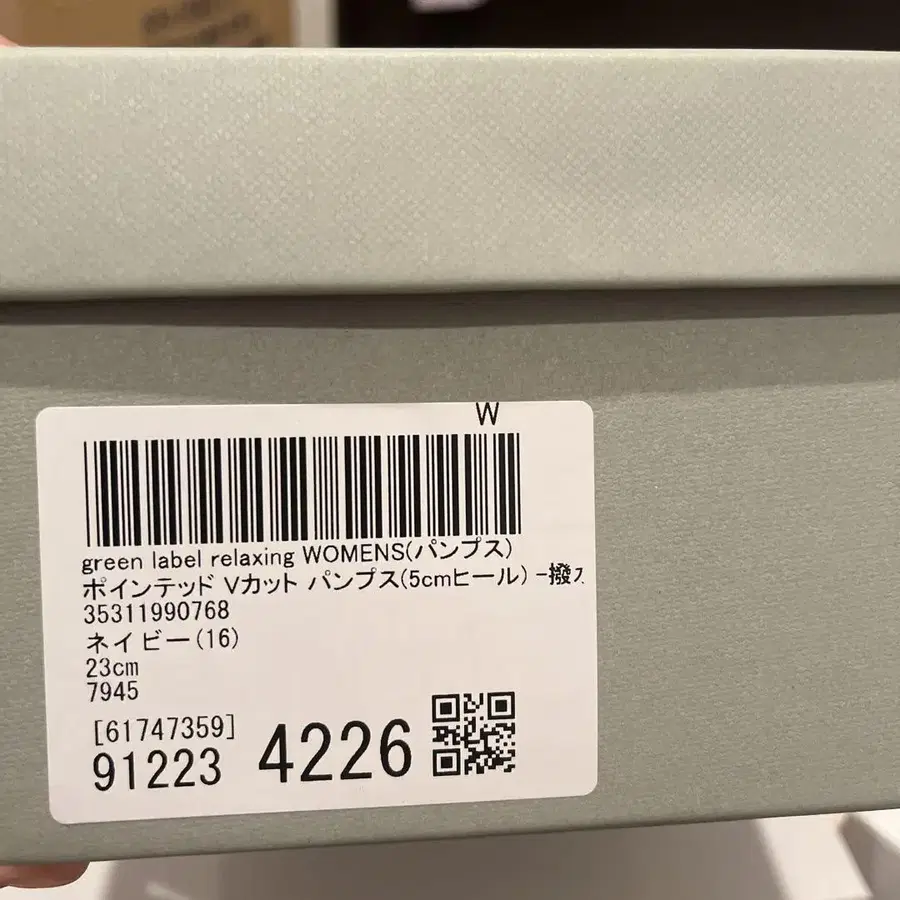 W
green label relaxing WOMENS(パンプス)
ポインテッド Vカット パンプス(5cmヒール) -撥
35311990768
ネイビー(16)
23cm
7945
[61747359]
91223 4226